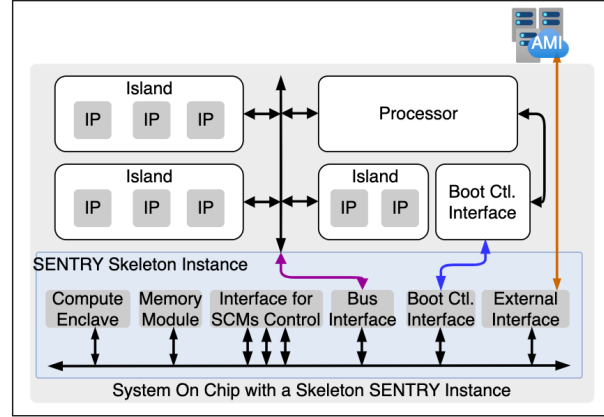 AMI
Island
IP IP IP
Processor
Island
IP IP IP
Island
IP IP
Boot Ctl.
Interface
SENTRY Skeleton Instance
Compute
Enclave
Memory
Module
Interface for
SCMs Control
Bus
Interface
Boot Ctl.
Interface
External
Interface
System On Chip with a Skeleton SENTRY Instance